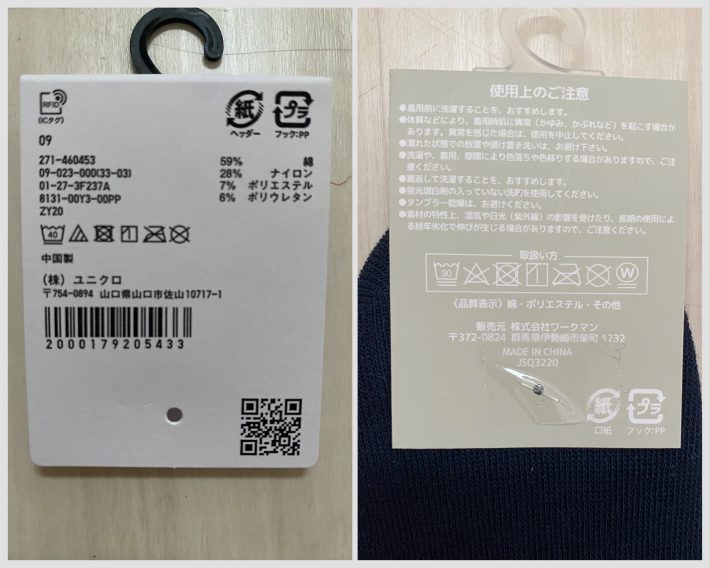 RFID
(ICタグ)
紙
ヘッダー
プラ
フック:PP
09
271-460453
09-023-000(33-03)
01-27-3F237A
8131-00Y3-00PP
ZY20
59% 綿
28% ナイロン
7% ポリエステル
6% ポリウレタン
40
中国製
(株) ユニクロ
〒754-0894 山口県山口市佐山10717-1
2000179205433
使用上のご注意
●着用前に洗濯することを、おすすめします。
●体質などにより、着用時肌に異常(かゆみ、かぶれなど)を起こす場合が
あります。異常を感じた場合は、使用を中止してください。
●濡れた状態での放置や浸け置き洗いは、お避け下さい。
●洗濯や、着用、摩擦により色落ちや色移りする場合がありますので、ご注
意ください。
●裏返して洗濯することを、おすすめします。
●蛍光増白剤の入っていない洗剤を使用してください。
●タンブラー乾燥は、お避けください。
●素材の特性上、湿気や日光(紫外線)の影響を受けたり、長期の使用によ
る経年劣化で伸びが生じる場合がありますので、ご注意ください。
取扱い方
30
W
〈品質表示〉綿・ポリエステル・その他
販売元 株式会社ワークマン
〒372-0824 群馬県伊勢崎市柴町 1732
MADE IN CHINA
JSQ3220
紙
口紙
プラ
フック:PP